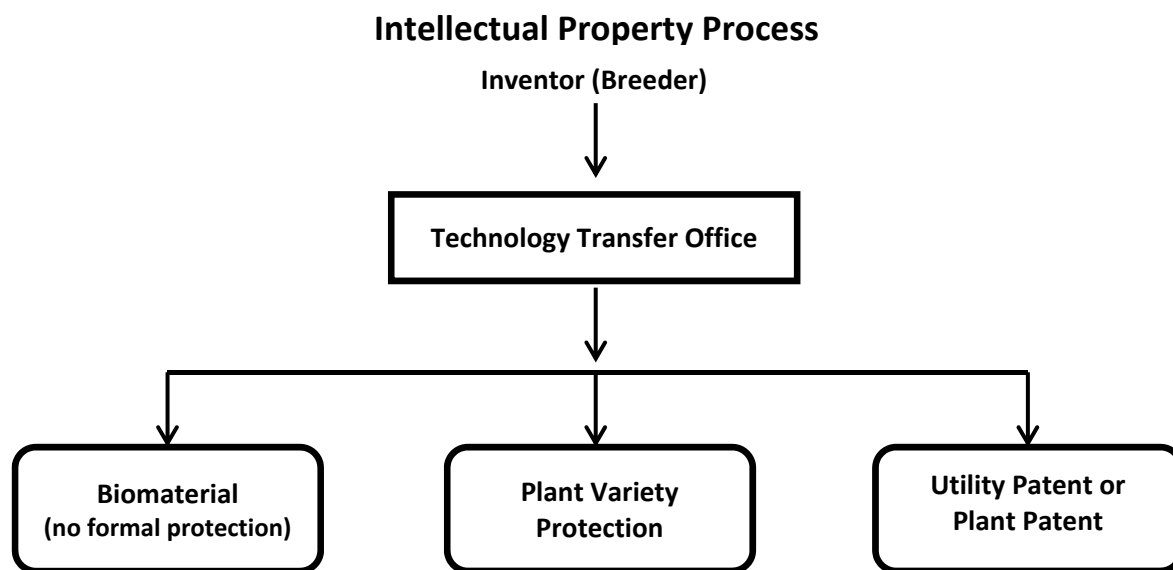 Intellectual Property Process
Inventor (Breeder)
Technology Transfer Office
Biomaterial
(no formal protection)
Plant Variety
Protection
Utility Patent or
Plant Patent